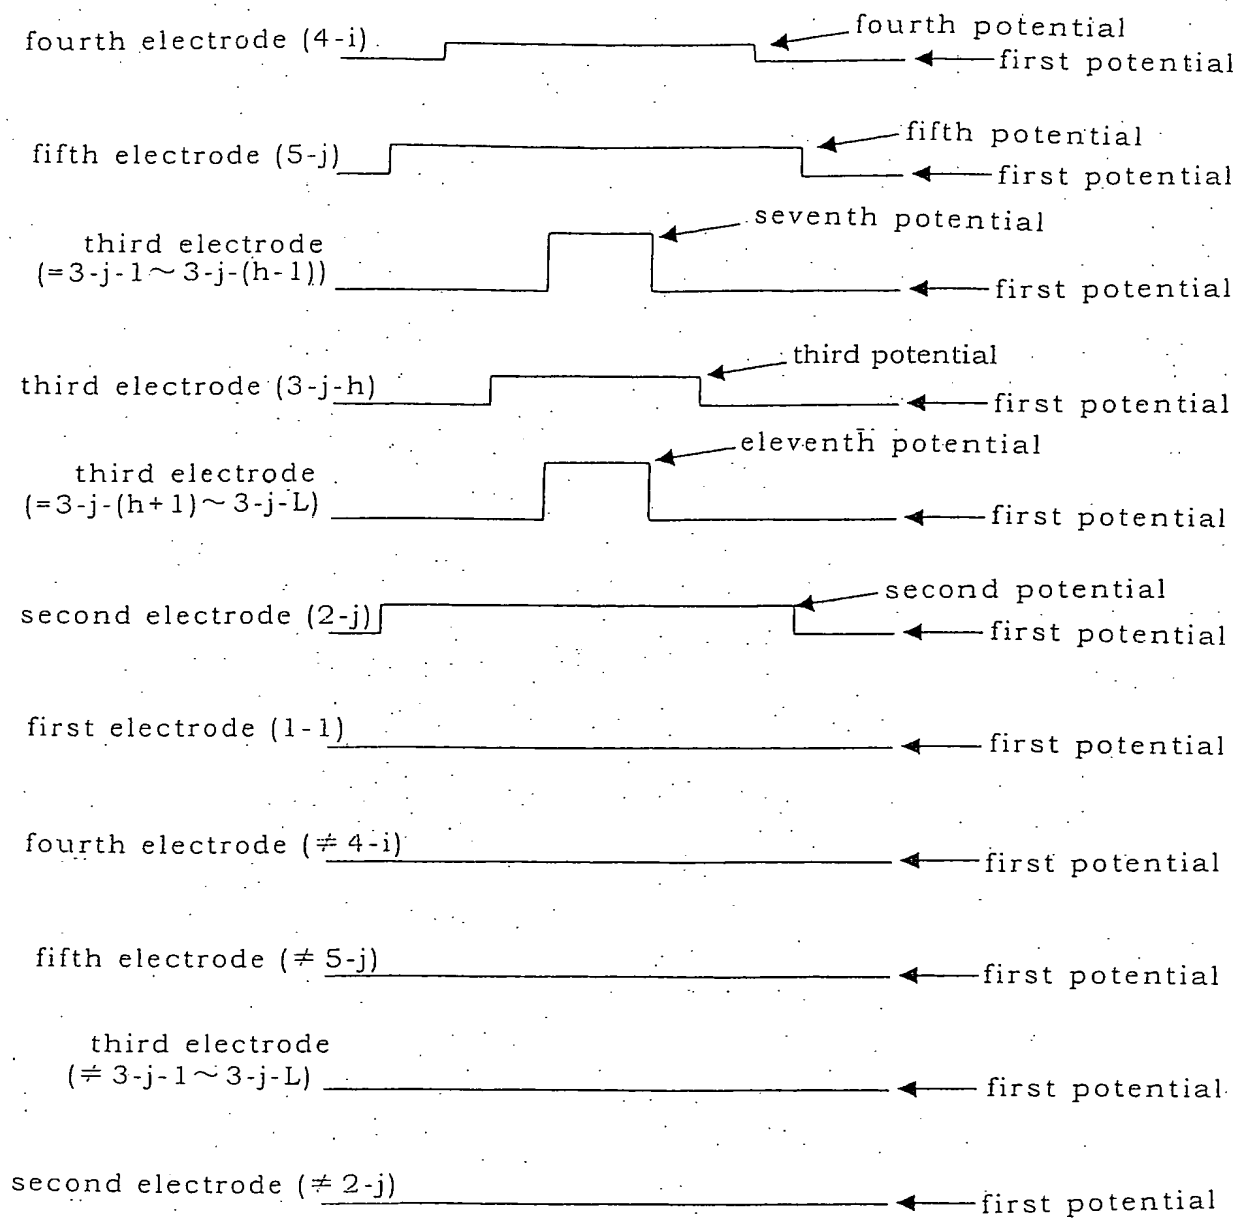 fourth electrode (4-i)
fourth potential
first potential
fifth electrode (5-j)
fifth potential
first potential
third electrode
(=3-j-1~3-j-(h-1))
seventh potential
first potential
third electrode (3-j-h)
third potential
first potential
third electrode
(=3-j-(h+1)~3-j-L)
eleventh potential
first potential
second electrode (2-j)
second potential
first potential
first electrode (1-1)
first potential
fourth electrode (≠4-i)
first potential
fifth electrode (≠5-j)
first potential
third electrode
(≠3-j-1~3-j-L)
first potential
second electrode (≠2-j)
first potential